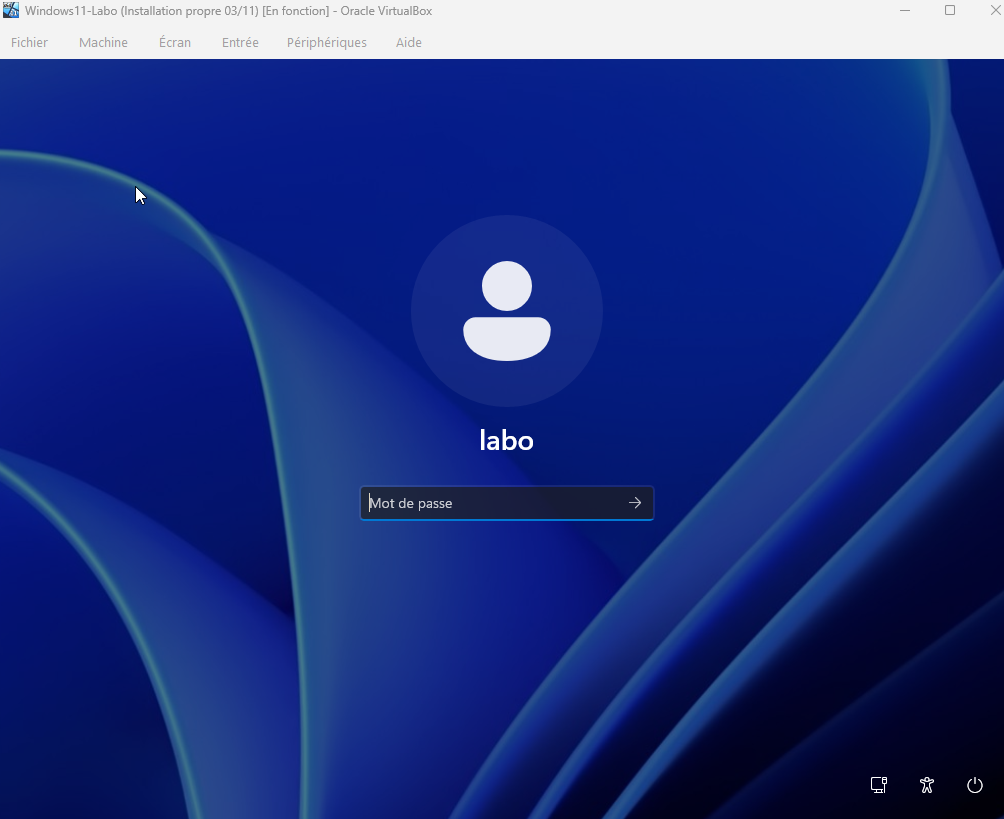 Windows11-Labo (Installation propre 03/11) [En fonction] - Oracle VirtualBox
Fichier Machine Écran Entrée Périphériques Aide
labo
Mot de passe